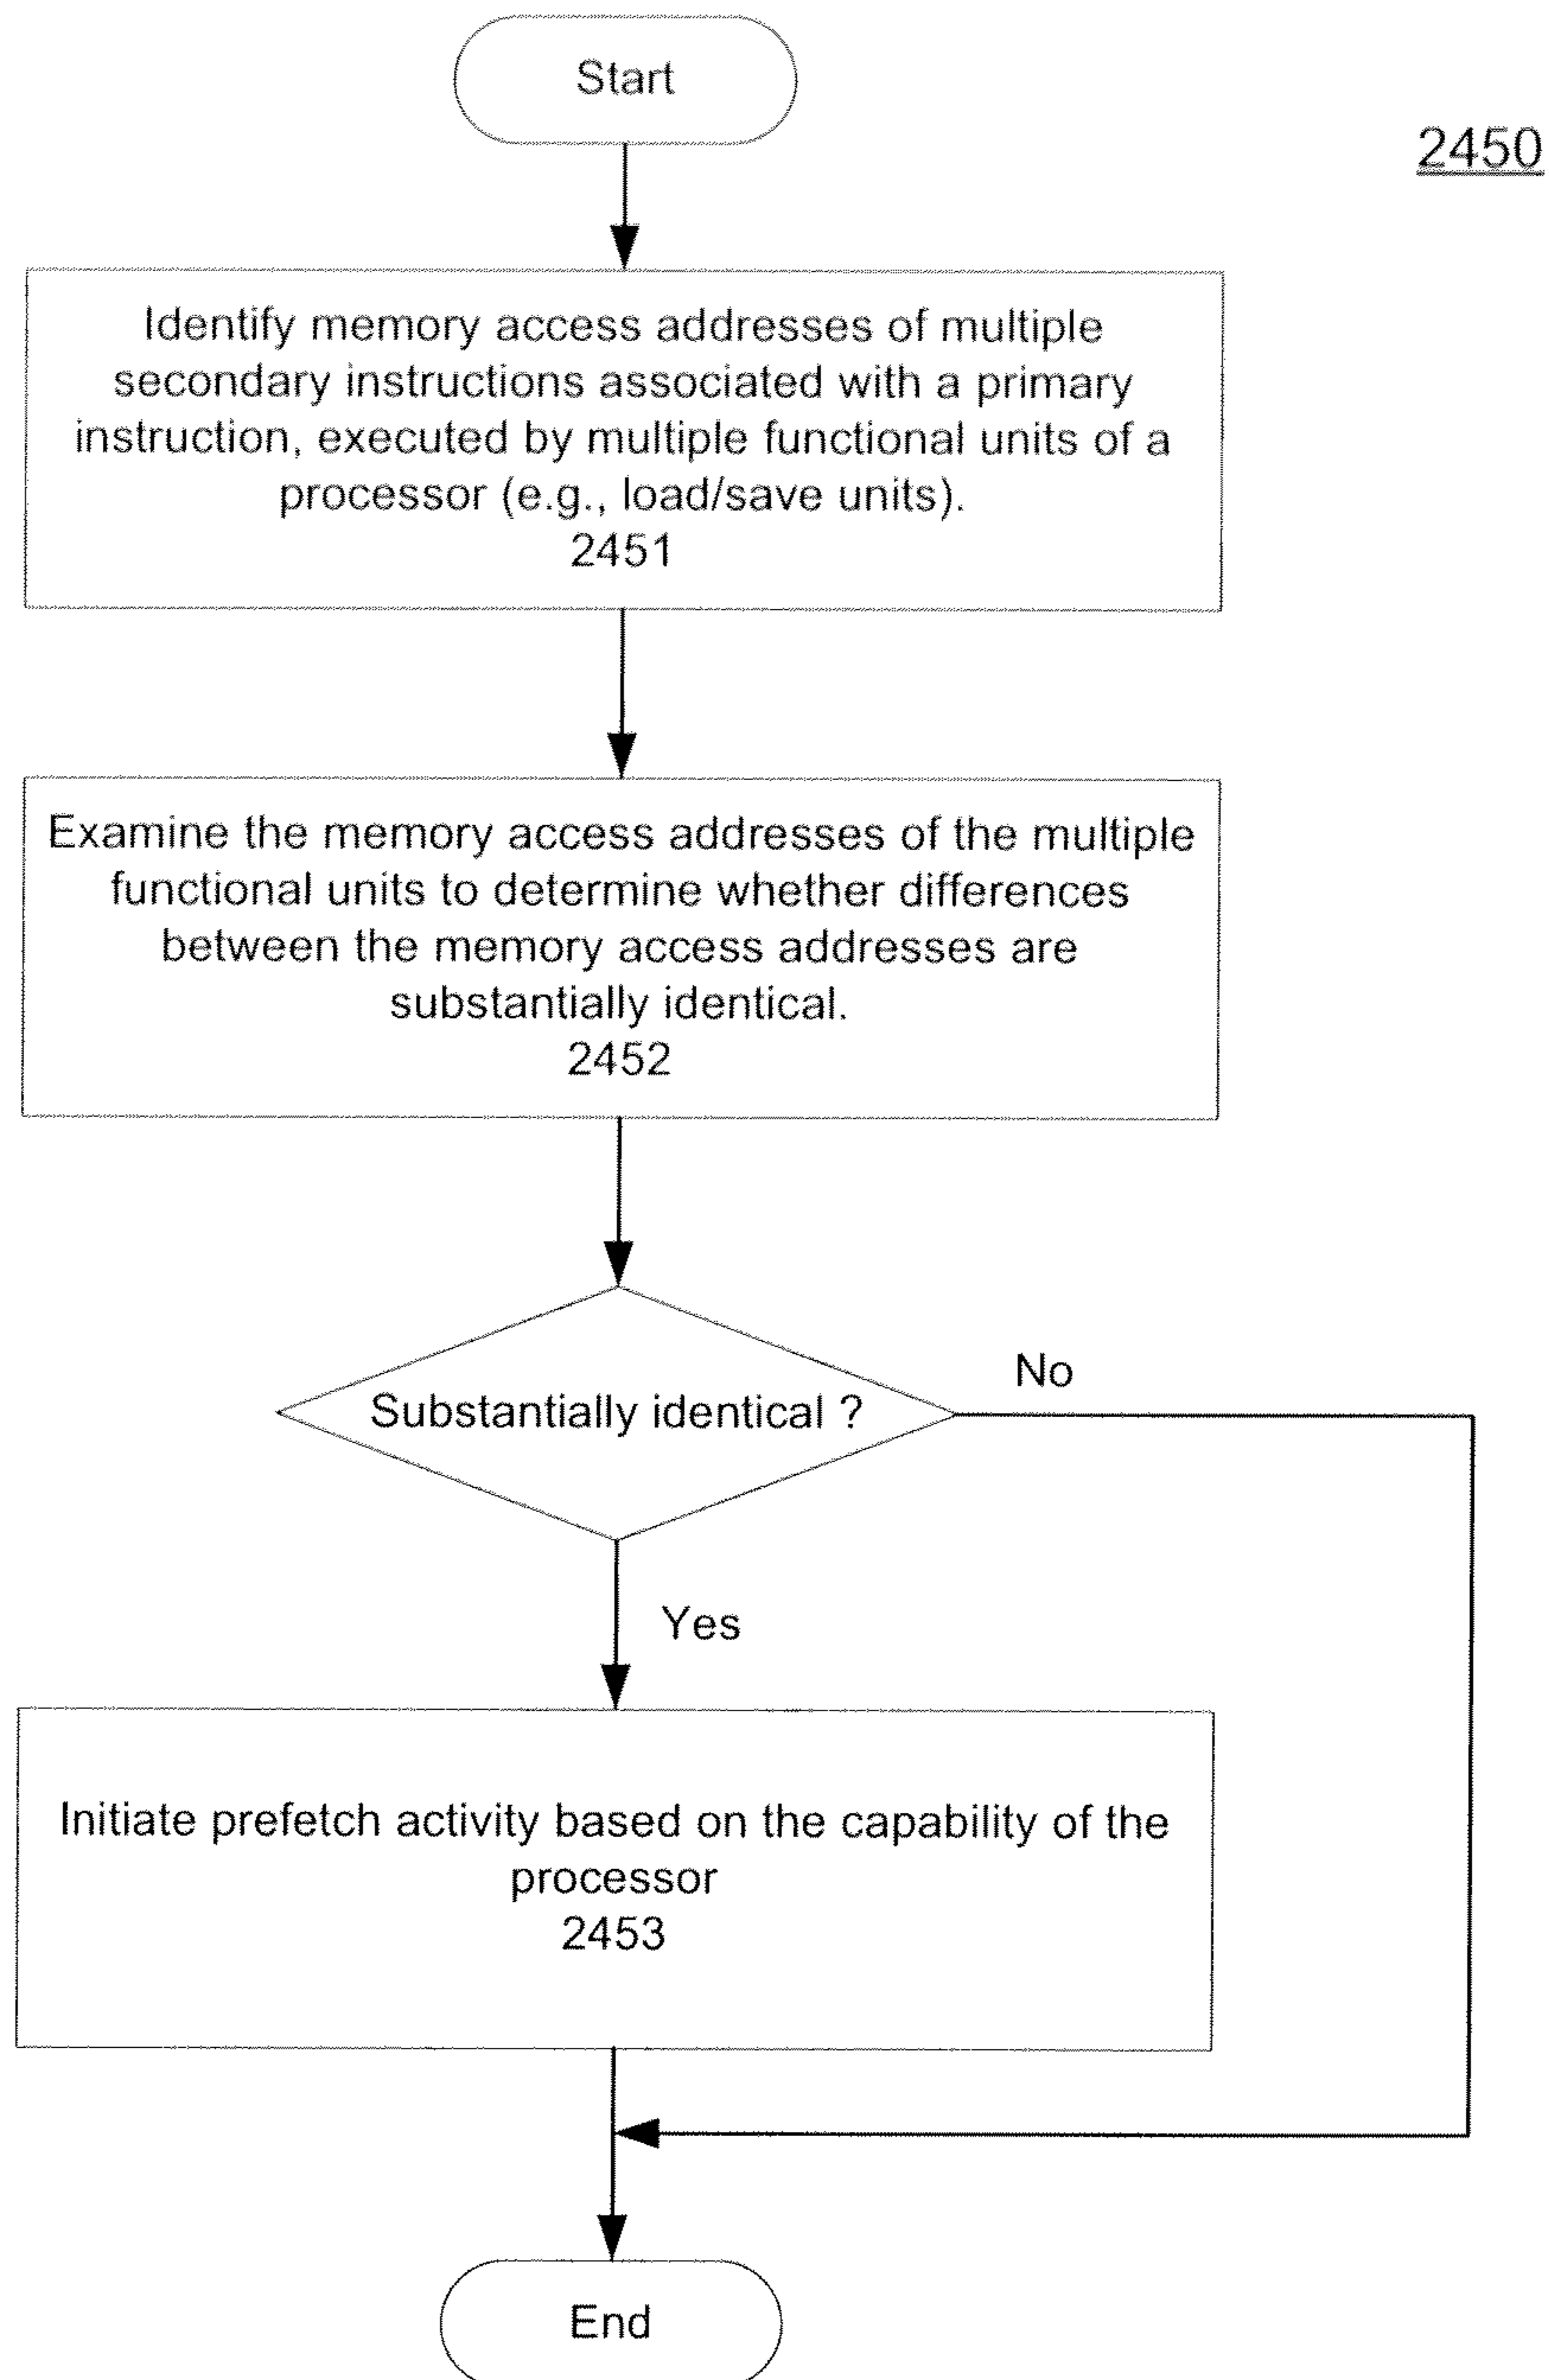 Start
2450
Identify memory access addresses of multiple
secondary instructions associated with a primary
instruction, executed by multiple functional units of a
processor (e.g., load/save units).
2451
Examine the memory access addresses of the multiple
functional units to determine whether differences
between the memory access addresses are
substantially identical.
2452
Substantially identical ?
No
Yes
Initiate prefetch activity based on the capability of the
processor
2453
End